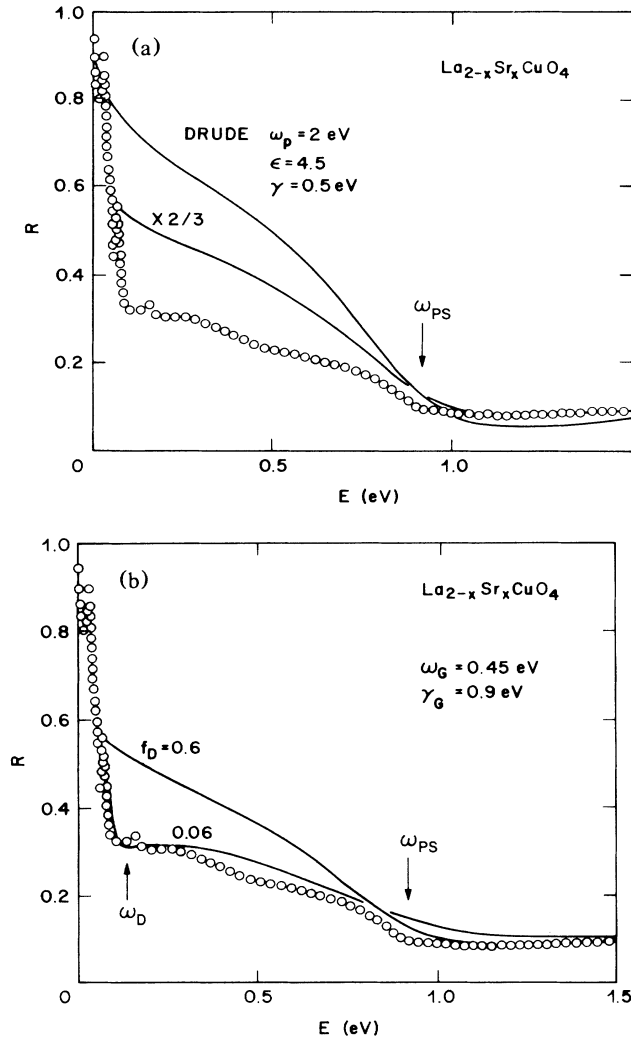 1.0
(a)
La2-xSrxCuO4
0.8
DRUDE ωp = 2 eV
ϵ = 4.5
γ = 0.5 eV
0.6
X 2/3
R
0.4
ωPS
0.2
0
0.5
1.0
E (eV)
1.0
(b)
La2-xSrxCuO4
0.8
ωG = 0.45 eV
γG = 0.9 eV
0.6
fD = 0.6
R
0.4
0.06
ωPS
0.2
ωD
0
0.5
1.0
1.5
E (eV)